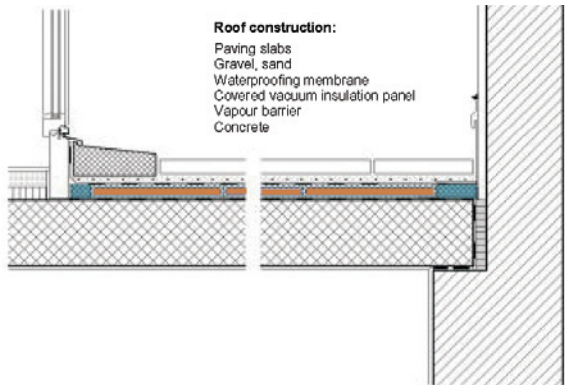 Roof construction:
Paving slabs
Gravel, sand
Waterproofing membrane
Covered vacuum insulation panel
Vapour barrier
Concrete